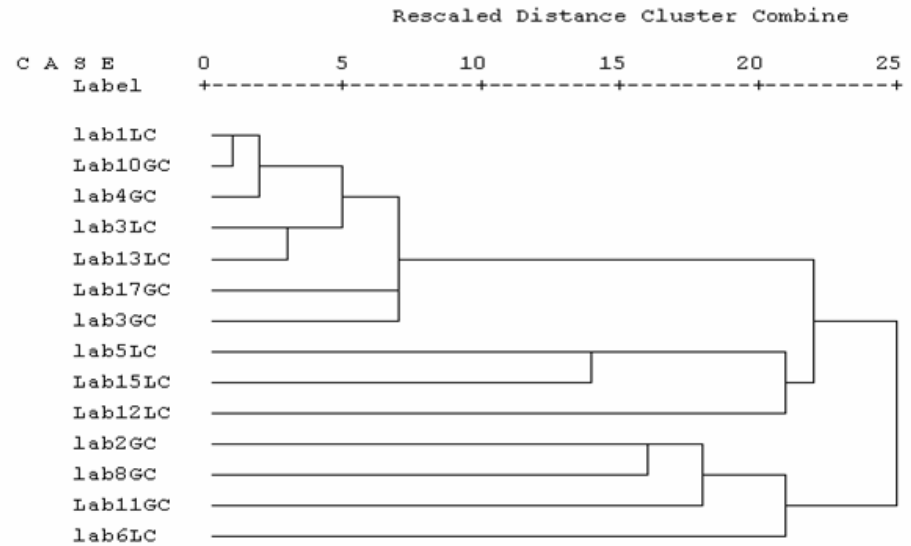 Rescaled Distance Cluster Combine
C A S E 0 5 10 15 20 25
Label +---------+---------+---------+---------+---------+
lab1LC
Lab10GC
lab4GC
lab3LC
Lab13LC
Lab17GC
lab3GC
lab5LC
Lab15LC
Lab12LC
lab2GC
lab8GC
Lab11GC
lab6LC